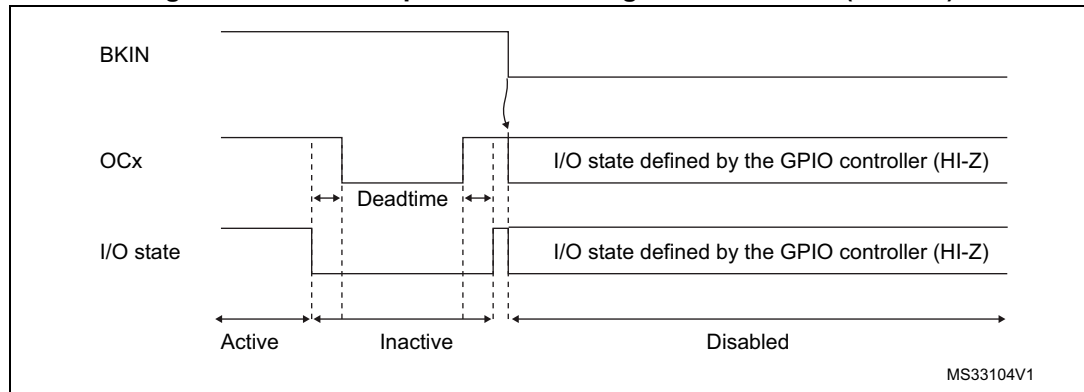 BKIN
OCx
I/O state defined by the GPIO controller (HI-Z)
Deadtime
I/O state
I/O state defined by the GPIO controller (HI-Z)
Active
Inactive
Disabled
MS33104V1